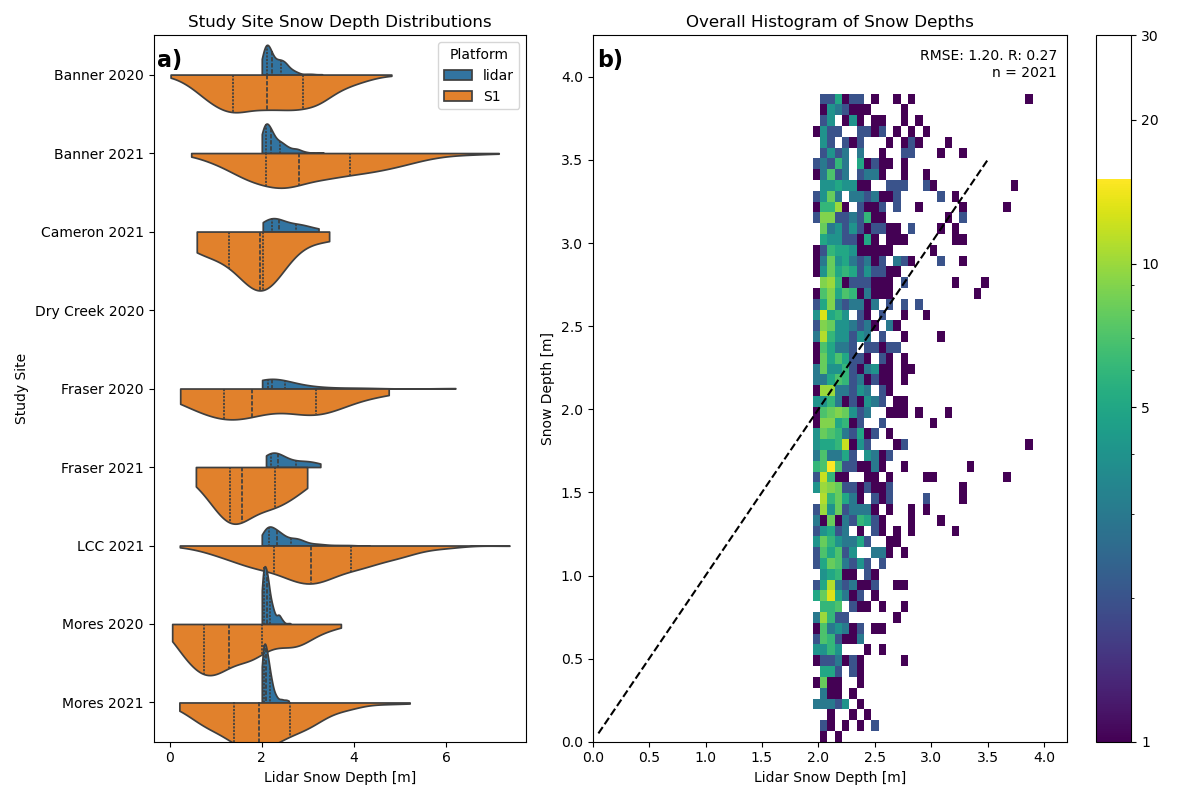 Study Site Snow Depth Distributions
a)
Platform
lidar
S1
Banner 2020
Banner 2021
Cameron 2021
Dry Creek 2020
Fraser 2020
Fraser 2021
LCC 2021
Mores 2020
Mores 2021
Study Site
0
2
4
6
Lidar Snow Depth [m]
Overall Histogram of Snow Depths
b)
RMSE: 1.20. R: 0.27
n = 2021
4.0
3.5
3.0
2.5
2.0
1.5
1.0
0.5
0.0
Snow Depth [m]
0.0
0.5
1.0
1.5
2.0
2.5
3.0
3.5
4.0
Lidar Snow Depth [m]
30
20
10
5
1